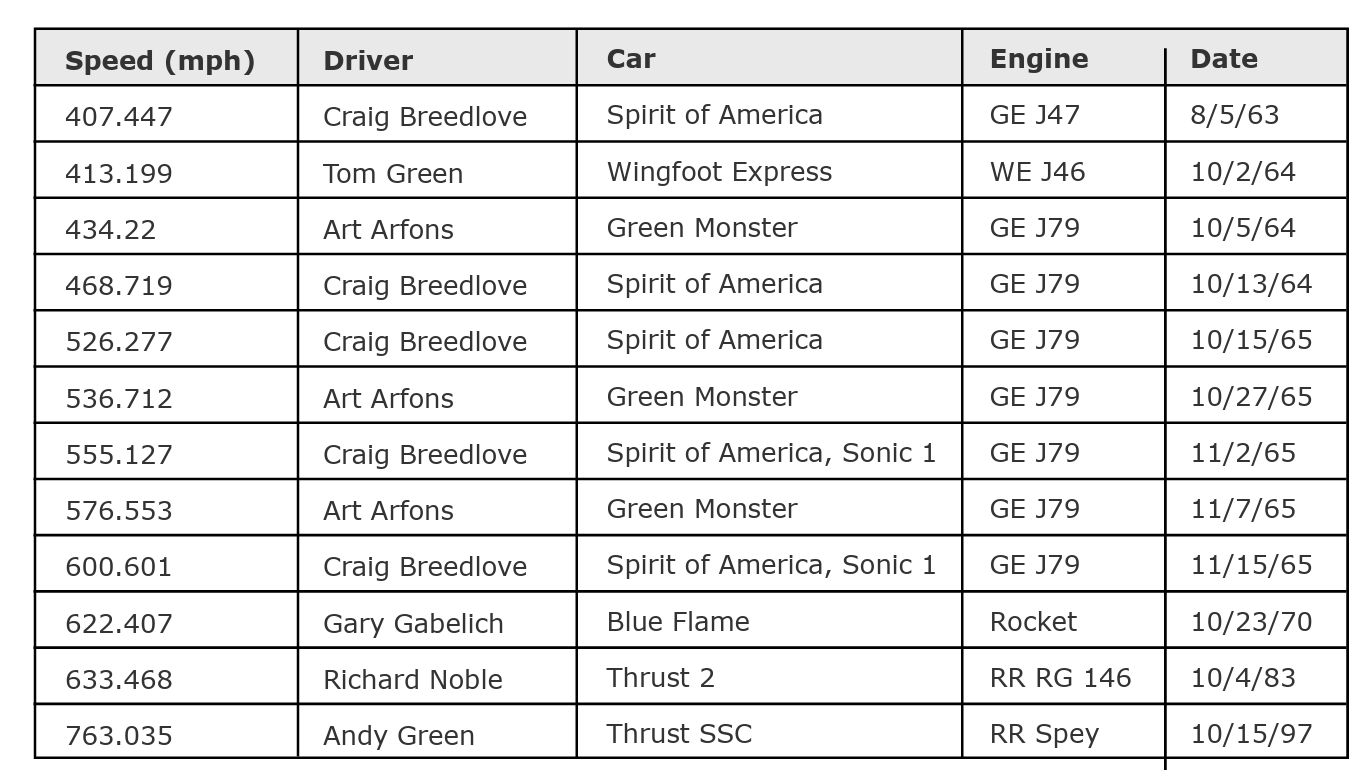 Speed (mph) Driver Car Engine Date
407.447 Craig Breedlove Spirit of America GE J47 8/5/63
413.199 Tom Green Wingfoot Express WE J46 10/2/64
434.22 Art Arfons Green Monster GE J79 10/5/64
468.719 Craig Breedlove Spirit of America GE J79 10/13/64
526.277 Craig Breedlove Spirit of America GE J79 10/15/65
536.712 Art Arfons Green Monster GE J79 10/27/65
555.127 Craig Breedlove Spirit of America, Sonic 1 GE J79 11/2/65
576.553 Art Arfons Green Monster GE J79 11/7/65
600.601 Craig Breedlove Spirit of America, Sonic 1 GE J79 11/15/65
622.407 Gary Gabelich Blue Flame Rocket 10/23/70
633.468 Richard Noble Thrust 2 RR RG 146 10/4/83
763.035 Andy Green Thrust SSC RR Spey 10/15/97